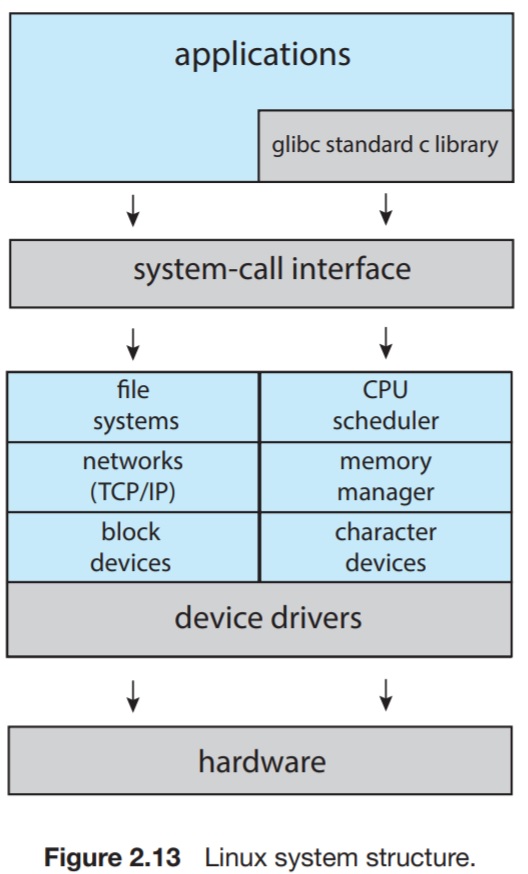 applications
glibc standard c library
system-call interface
file
systems
CPU
scheduler
networks
(TCP/IP)
memory
manager
block
devices
character
devices
device drivers
hardware
Figure 2.13 Linux system structure.